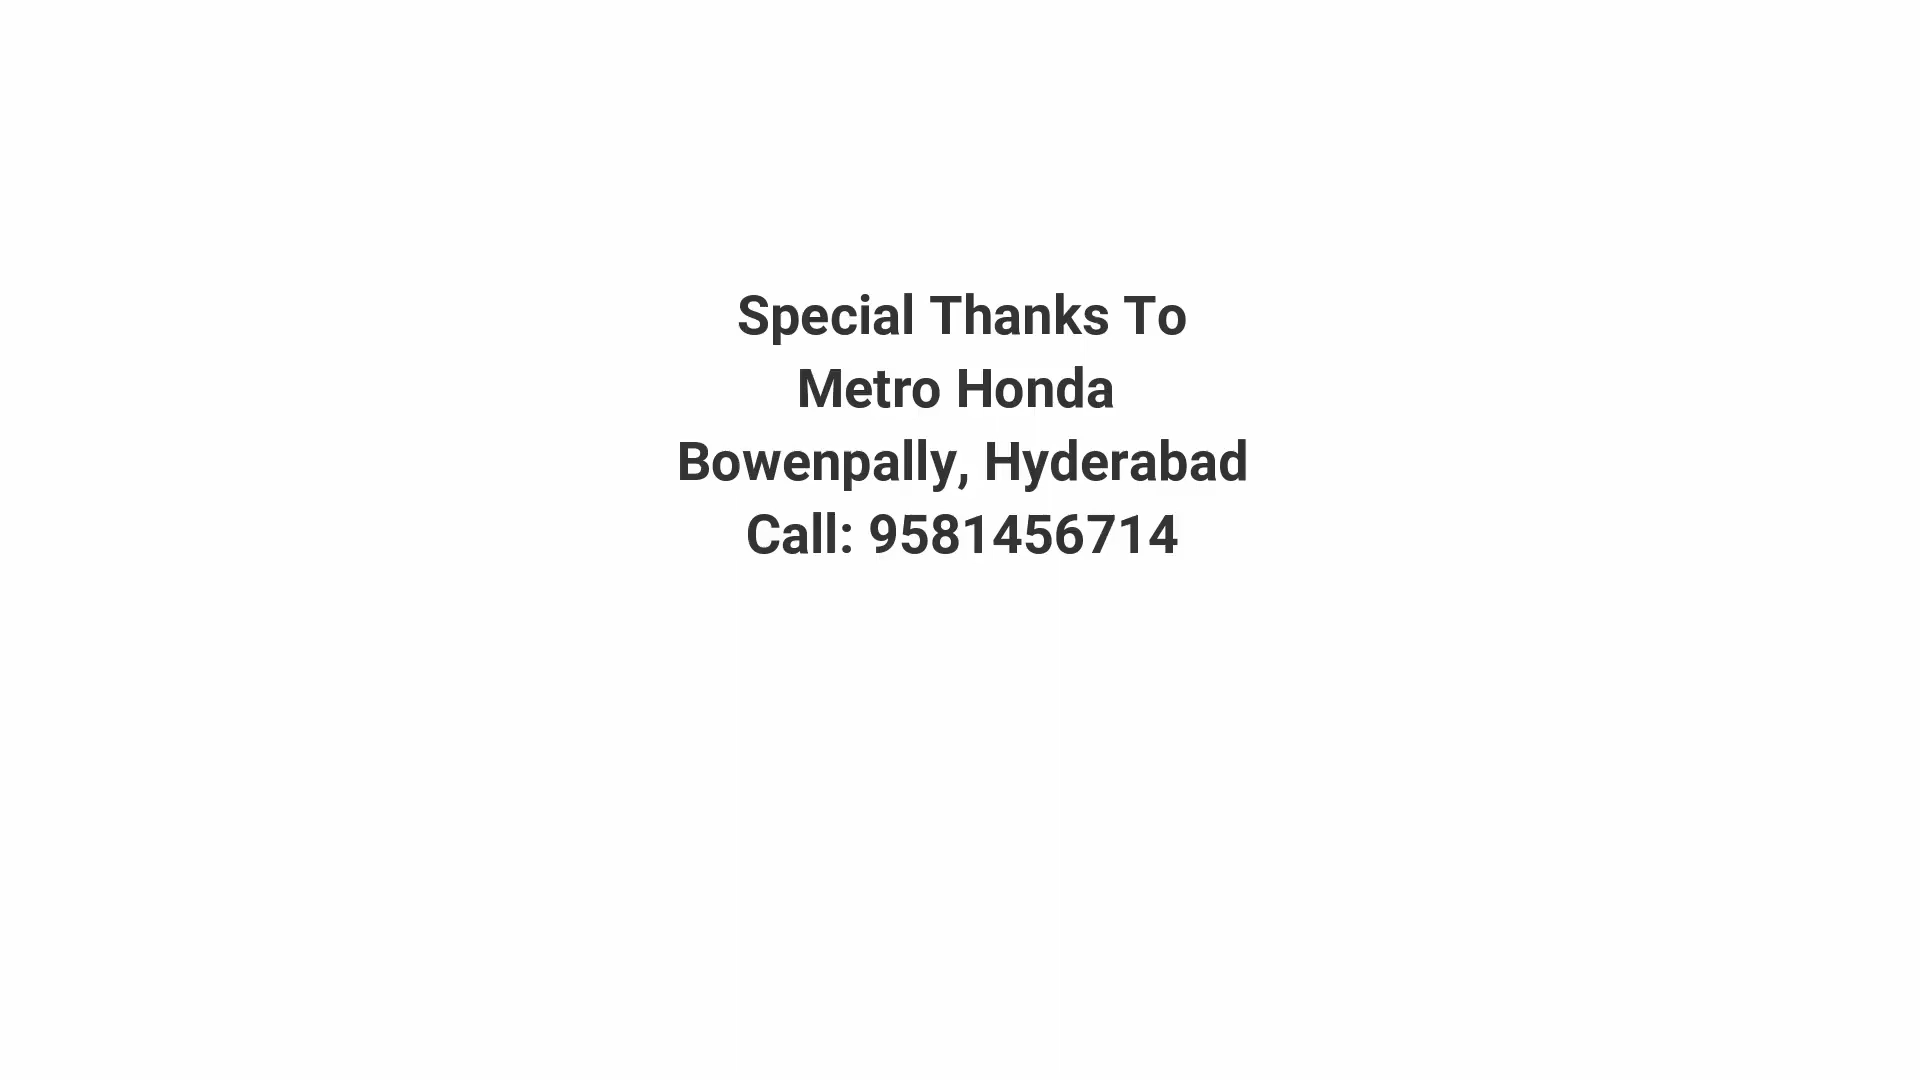 Special Thanks To
Metro Honda
Bowenpally, Hyderabad
Call: 9581456714